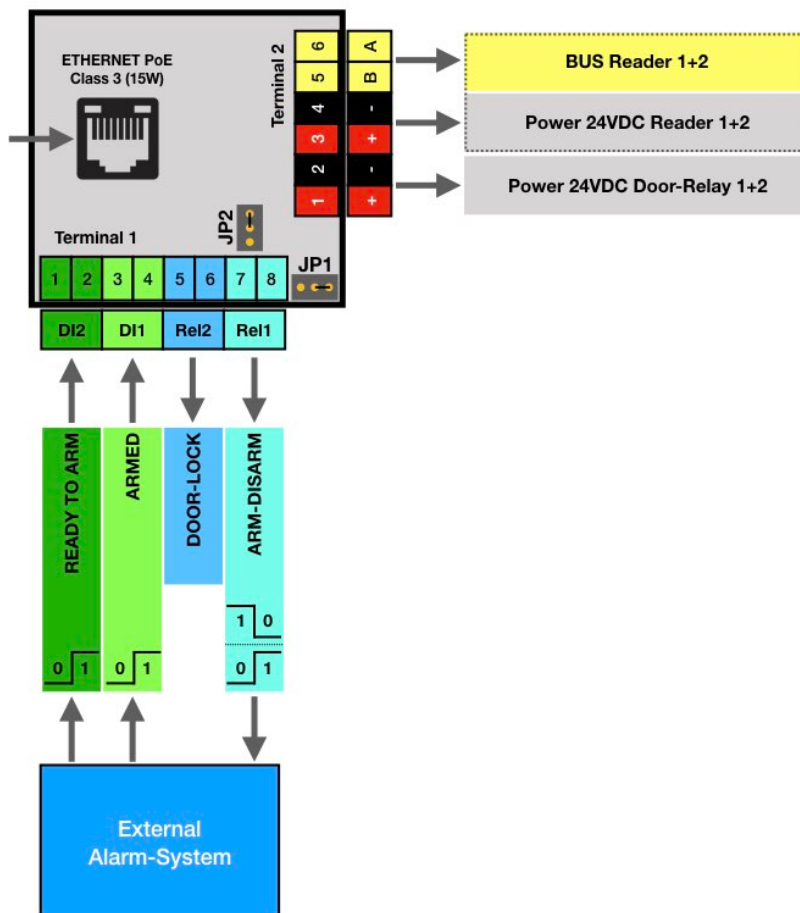 ETHERNET PoE
Class 3 (15W)
Terminal 2
6 A
5 B
4 -
3 +
2 -
1 +
BUS Reader 1+2
Power 24VDC Reader 1+2
Power 24VDC Door-Relay 1+2
JP2
Terminal 1
JP1
1 2 3 4 5 6 7 8
DI2 DI1 Rel2 Rel1
READY TO ARM
ARMED
DOOR-LOCK
ARM-DISARM
1 0
0 1 0 1 0 1
External
Alarm-System